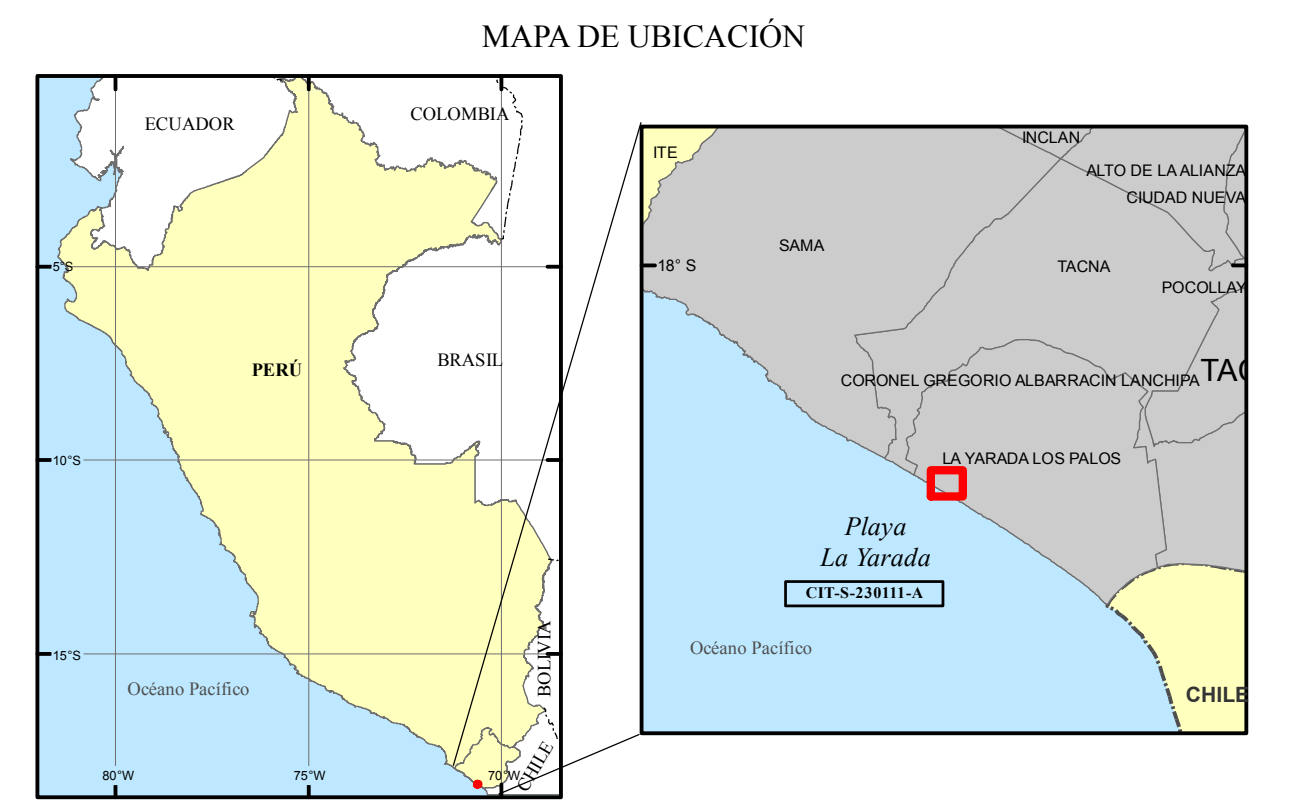 MAPA DE UBICACIÓN
ECUADOR
COLOMBIA
5°S
PERÚ
BRASIL
10°S
15°S
BOLIVIA
Océano Pacífico
CHILE
80°W
75°W
70°W
INCLAN
ITE
ALTO DE LA ALIANZA
CIUDAD NUEVA
SAMA
18° S
TACNA
POCOLLAY
TAC
CORONEL GREGORIO ALBARRACIN LANCHIPA
LA YARADA LOS PALOS
Playa
La Yarada
CIT-S-230111-A
Océano Pacífico
CHILE